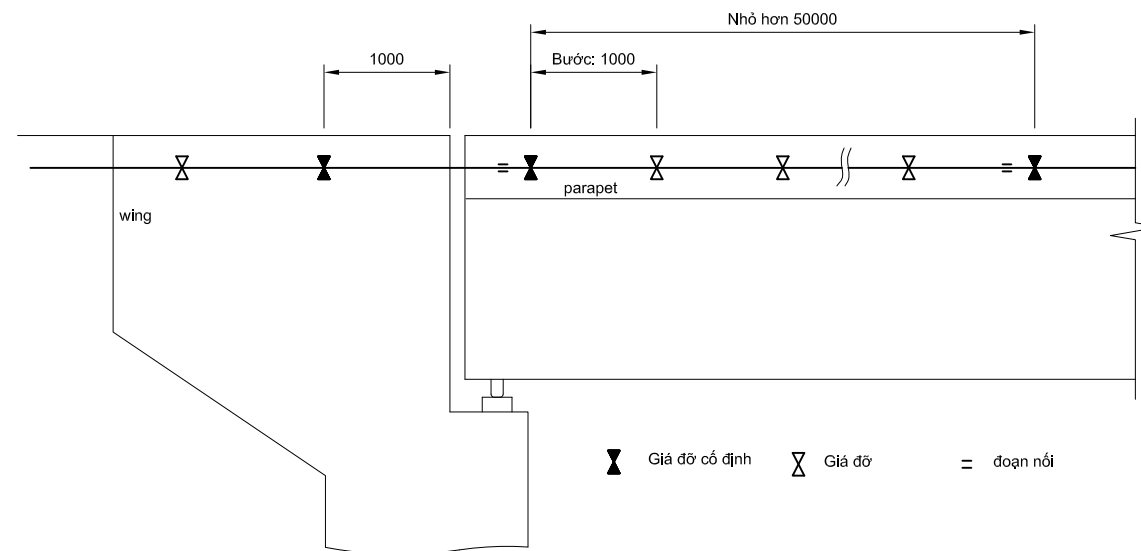 Nhỏ hơn 50000
1000
Bước: 1000
parapet
wing
Giá đỡ cố định
Giá đỡ
đoạn nối